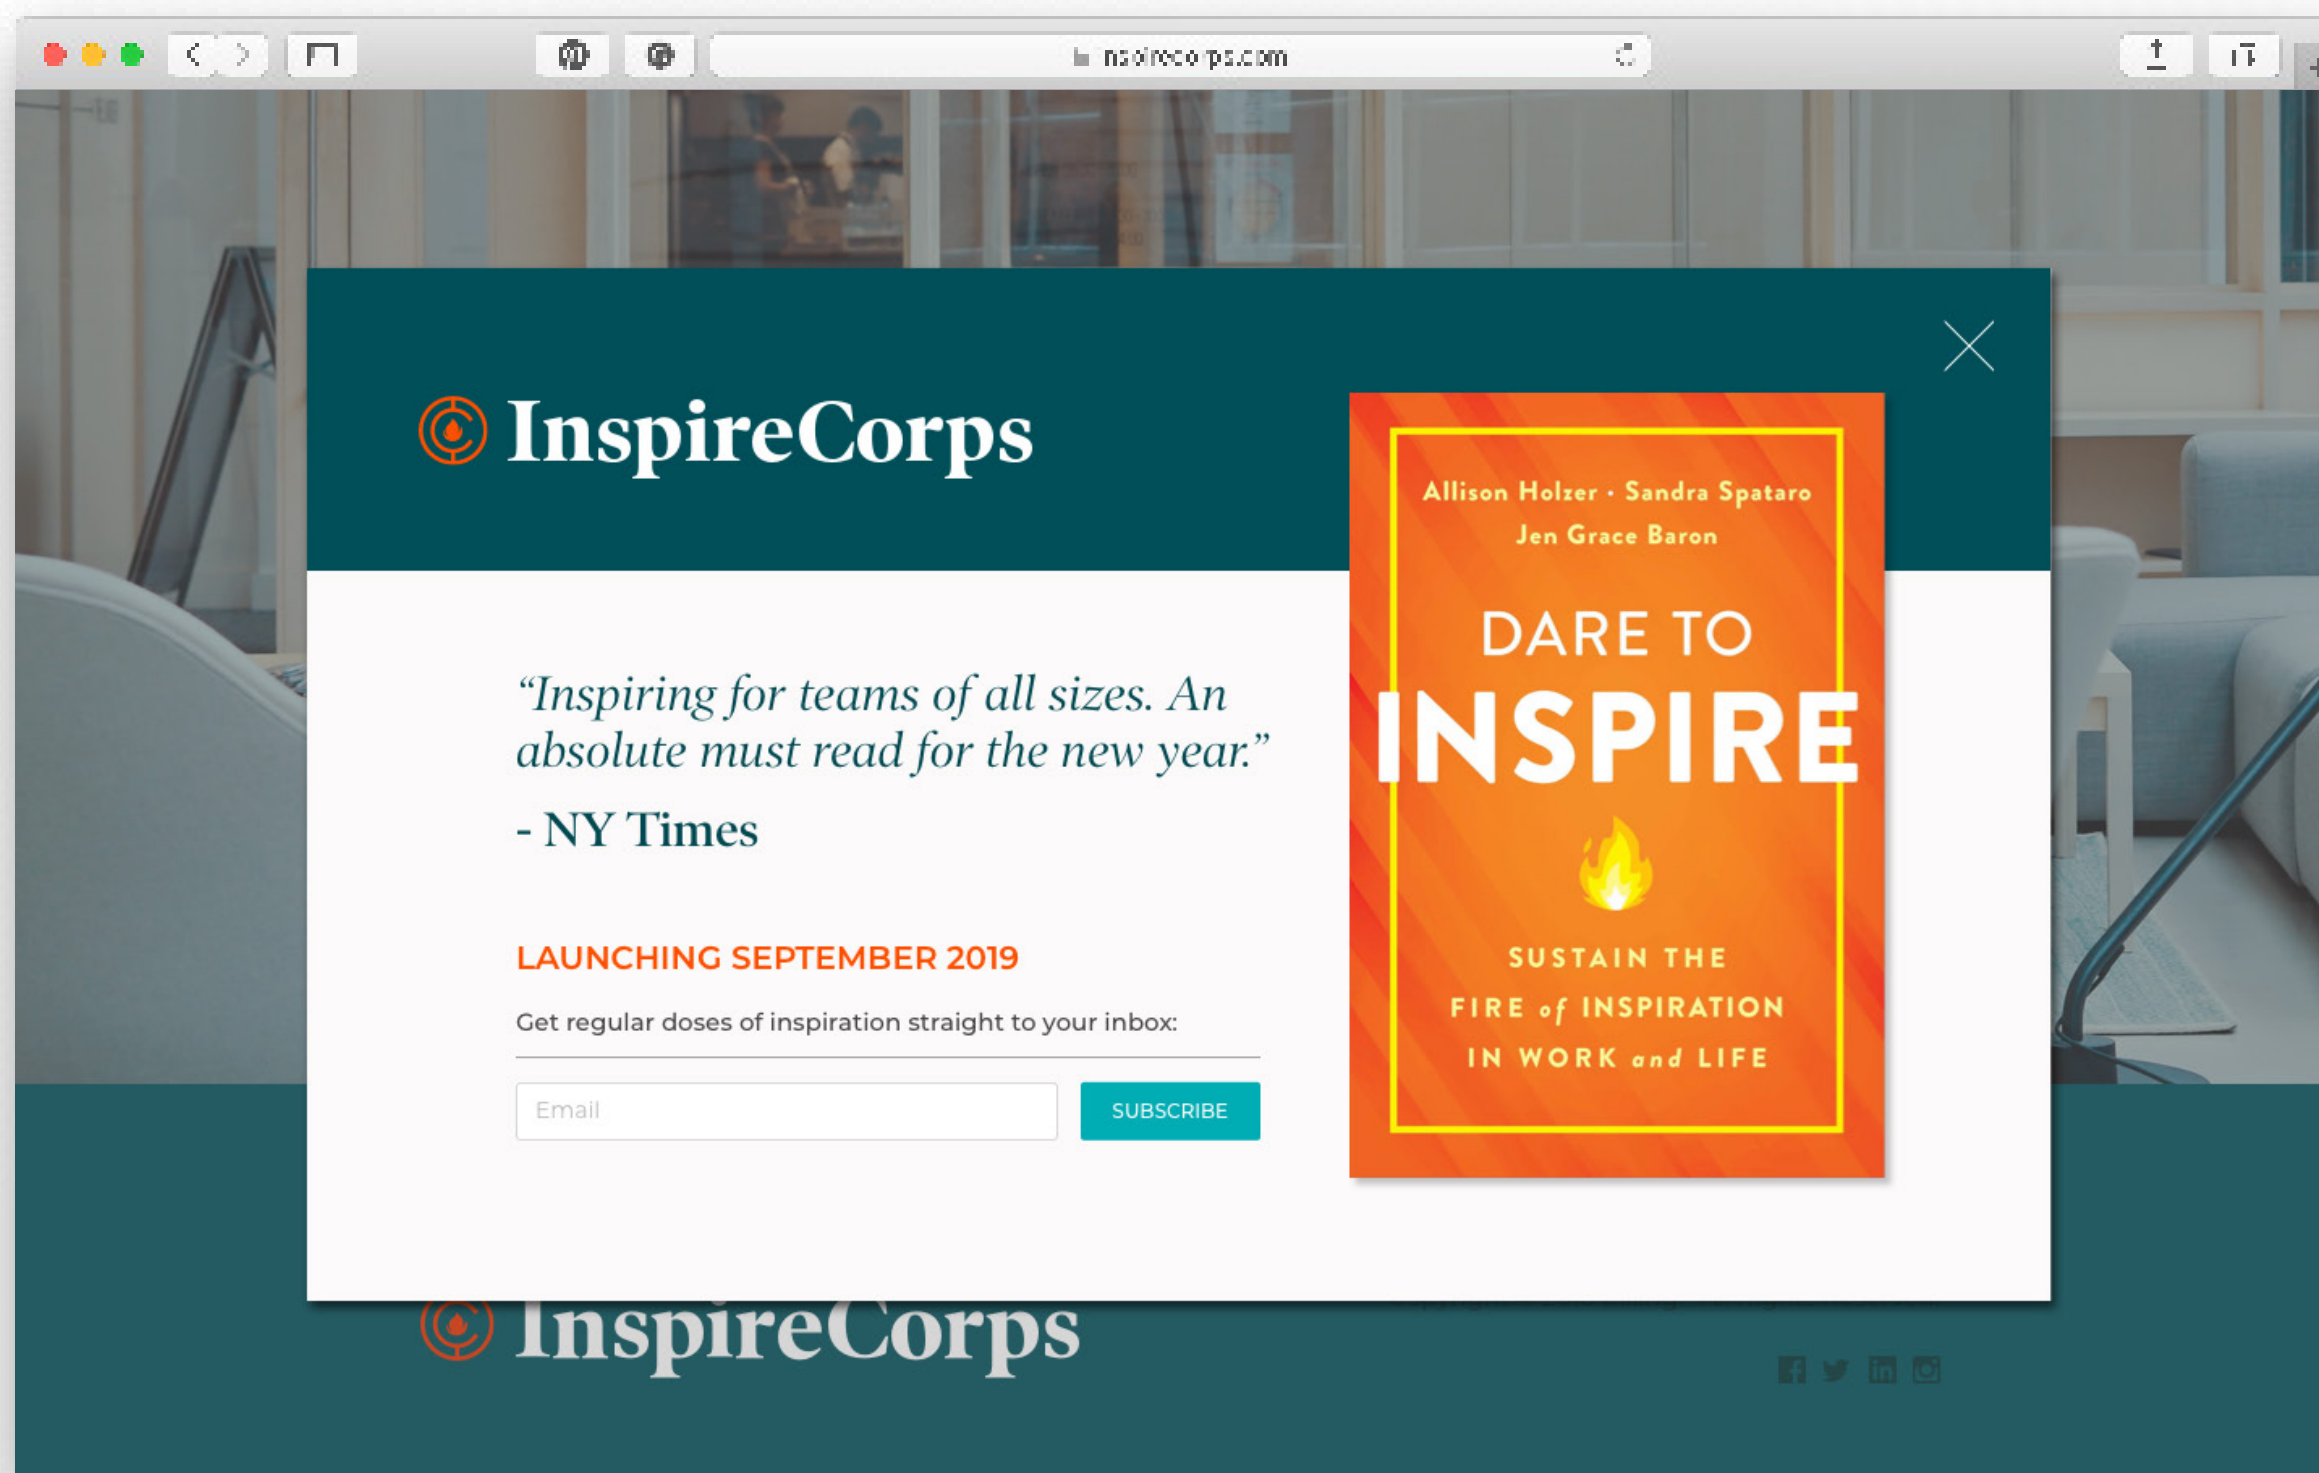 inspirecorps.com
InspireCorps
Allison Holzer · Sandra Spataro
Jen Grace Baron
DARE TO
INSPIRE
SUSTAIN THE
FIRE of INSPIRATION
IN WORK and LIFE
“Inspiring for teams of all sizes. An
absolute must read for the new year.”
- NY Times
LAUNCHING SEPTEMBER 2019
Get regular doses of inspiration straight to your inbox:
Email
SUBSCRIBE
InspireCorps